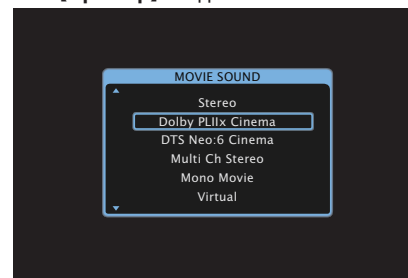 MOVIE SOUND
Stereo
Dolby PLIIx Cinema
DTS Neo:6 Cinema
Multi Ch Stereo
Mono Movie
Virtual